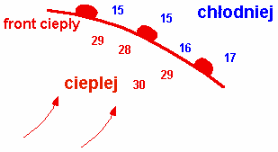 15
15
chłodniej
front ciepły
29
28
16
17
cieplej
30
29